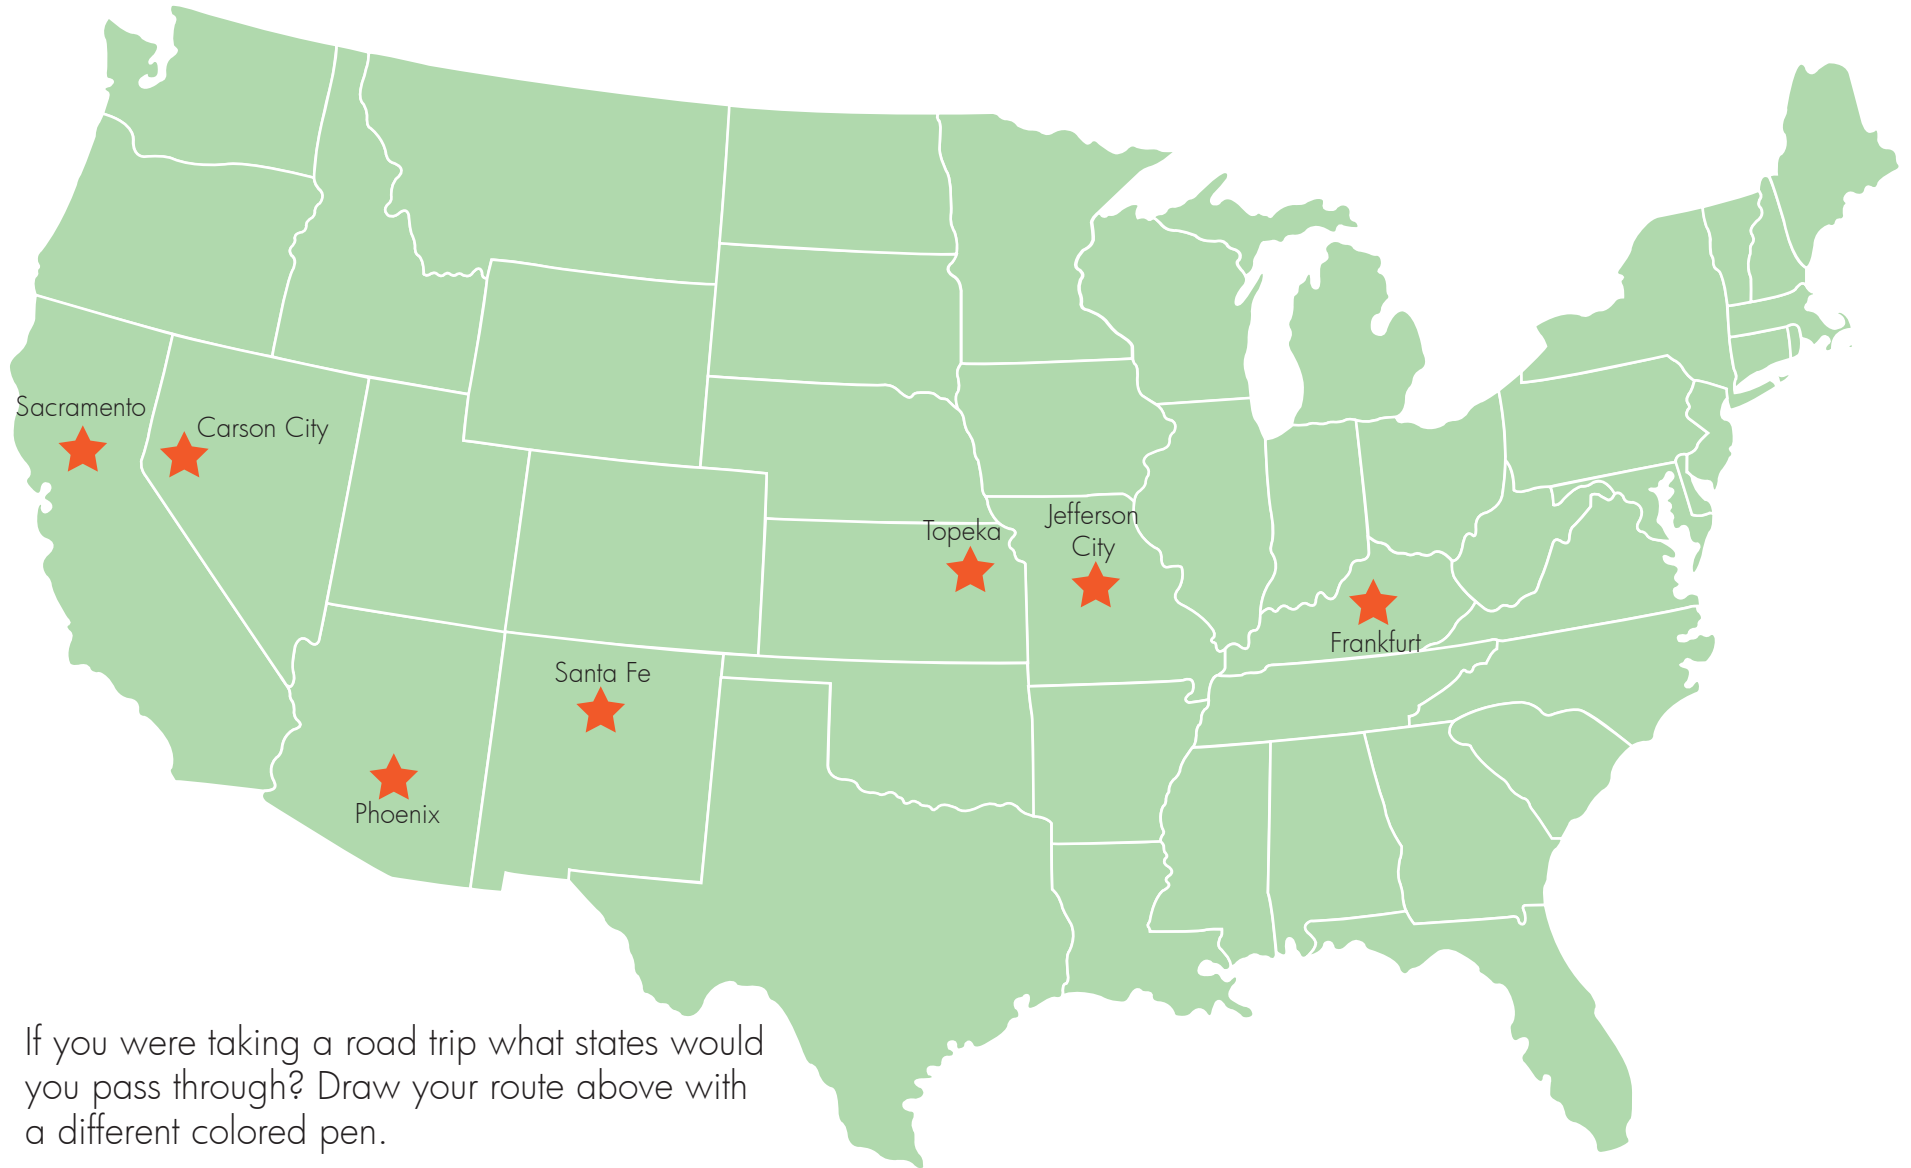 Sacramento
Carson City
Topeka
Jefferson
City
Frankfurt
Santa Fe
Phoenix
If you were taking a road trip what states would
you pass through? Draw your route above with
a different colored pen.